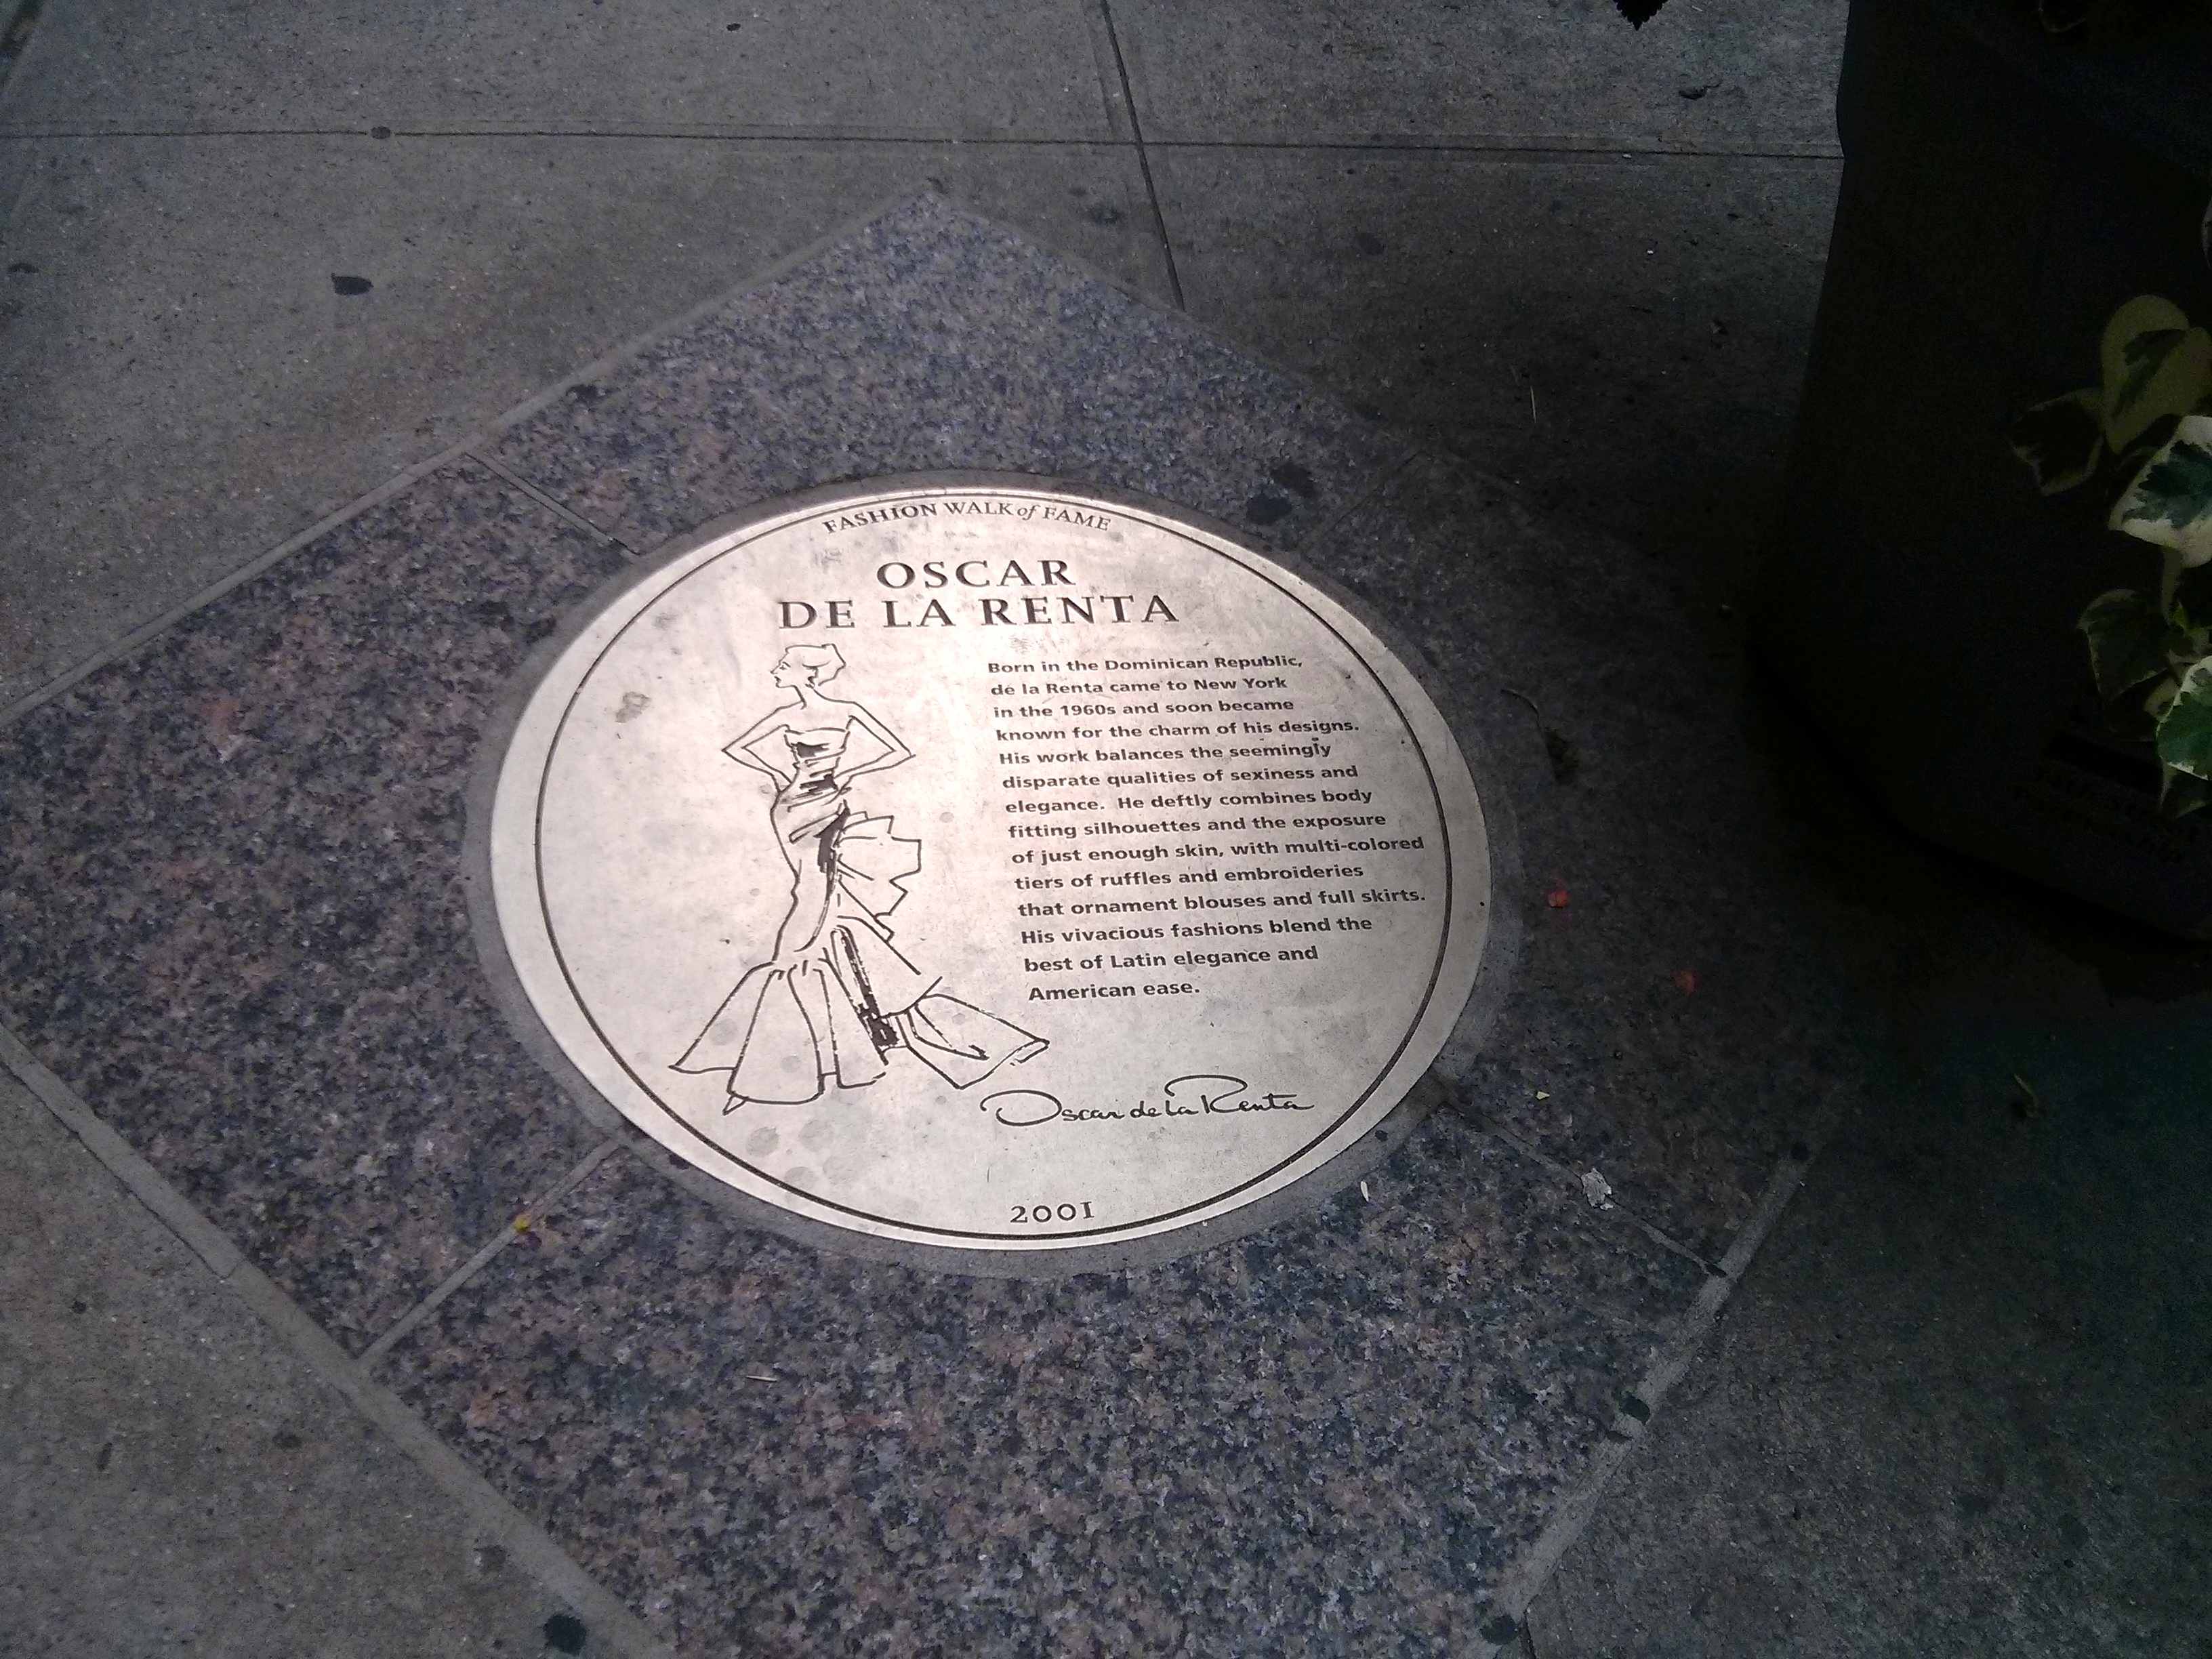 FASHION WALK of FAME
OSCAR
DE LA RENTA
Born in the Dominican Republic,
de la Renta came to New York
in the 1960s and soon became
known for the charm of his designs.
His work balances the seemingly
disparate qualities of sexiness and
elegance.  He deftly combines body
fitting silhouettes and the exposure
of just enough skin, with multi-colored
tiers of ruffles and embroideries
that ornament blouses and full skirts.
His vivacious fashions blend the
best of Latin elegance and
American ease.
Oscar de la Renta
2001